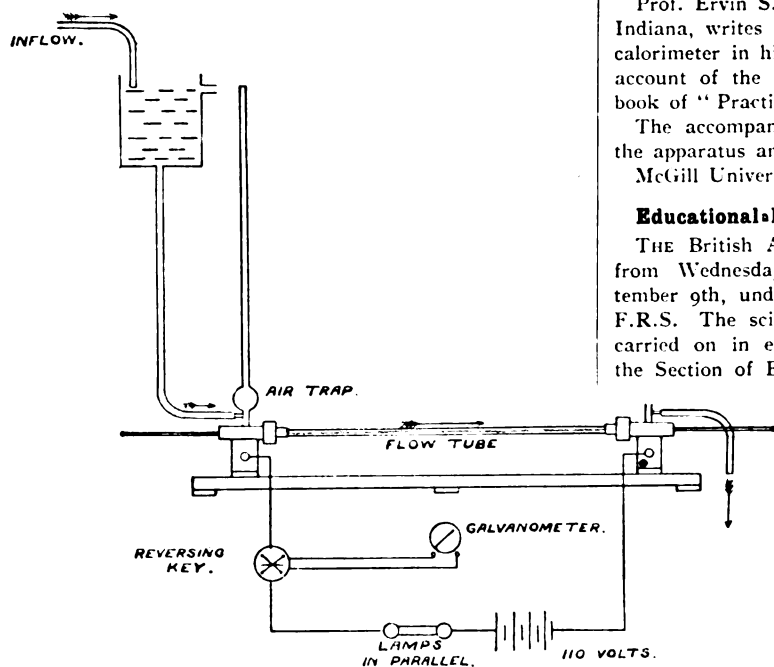 INFLOW.
AIR TRAP.
FLOW TUBE
GALVANOMETER.
REVERSING
KEY.
LAMPS
IN PARALLEL.
110 VOLTS.
Prof. Ervin S.
Indiana, writes
calorimeter in h
account of the
book of “ Practi
The accompan
the apparatus an
McGill Univer
Educational
THE British A
from Wednesda
tember 9th, und
F.R.S. The sci
carried on in e
the Section of E